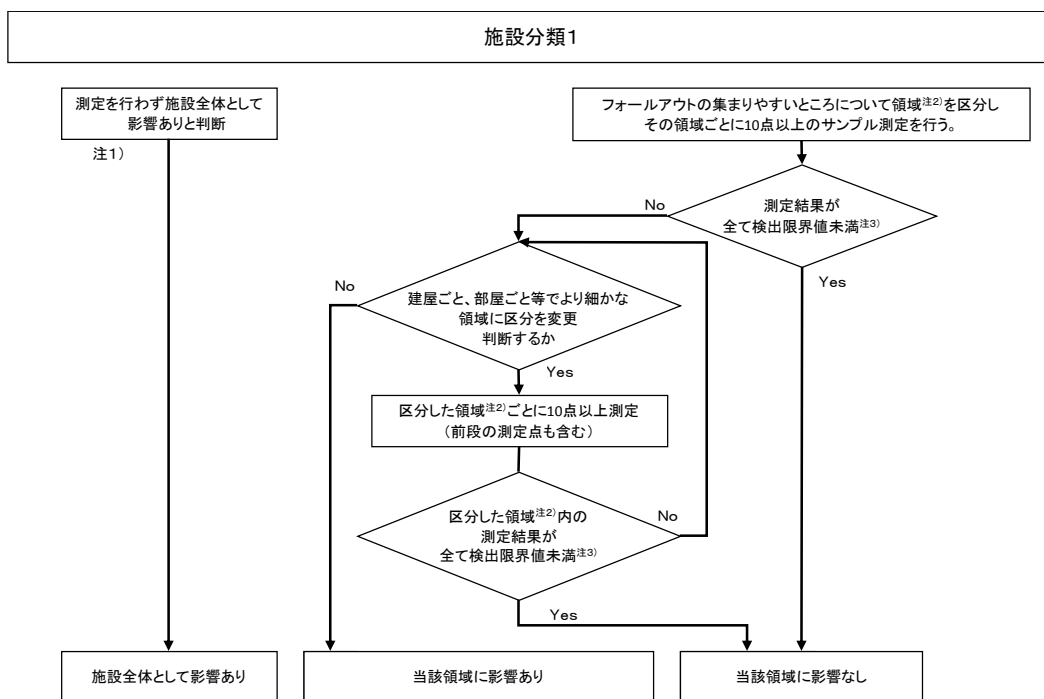 施設分類1
測定を行わず施設全体として
影響ありと判断
注1)
フォールアウトの集まりやすいところについて領域注2)を区分し
その領域ごとに10点以上のサンプル測定を行う。
No
測定結果が
全て検出限界値未満注3)
Yes
No
建屋ごと、部屋ごと等でより細かな
領域に区分を変更
判断するか
Yes
区分した領域注2)ごとに10点以上測定
(前段の測定点も含む)
区分した領域注2)内の
測定結果が
全て検出限界値未満注3)
No
Yes
施設全体として影響あり
当該領域に影響あり
当該領域に影響なし